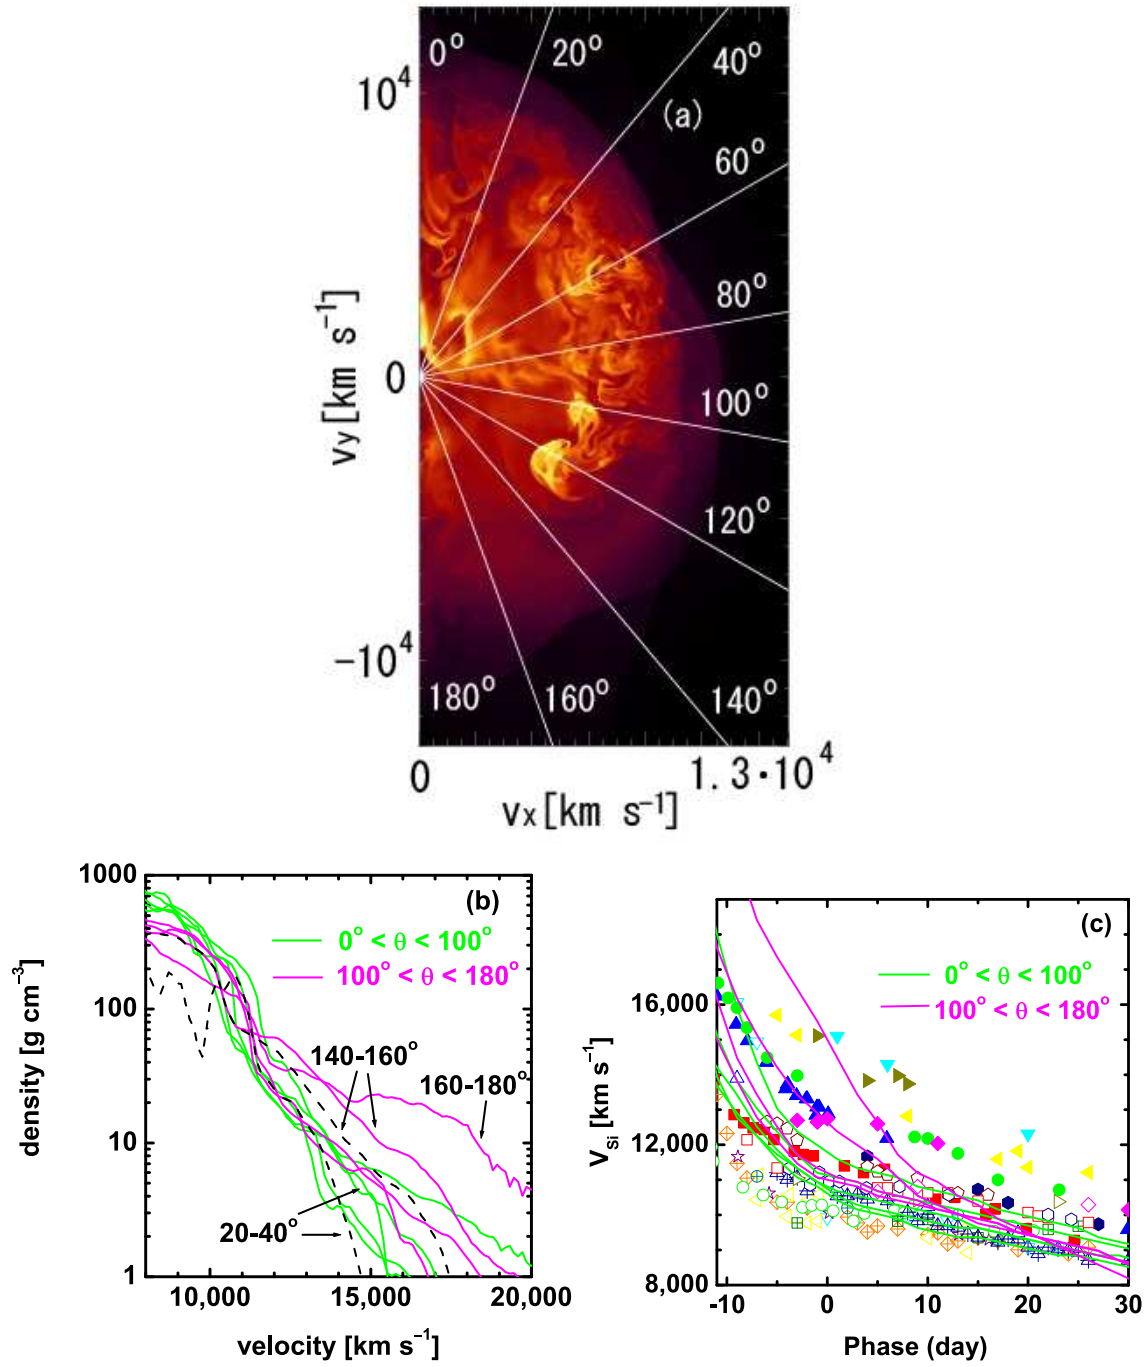 0°
20°
40°
(a)
10⁴
60°
80°
0
100°
120°
-10⁴
180°
160°
140°
0
1.3·10⁴
vx[km s⁻¹]
vy[km s⁻¹]
1000
(b)
0° < θ < 100°
100° < θ < 180°
100
140-160°
160-180°
10
20-40°
1
10,000
15,000
20,000
velocity [km s⁻¹]
density [g cm⁻³]
(c)
0° < θ < 100°
100° < θ < 180°
16,000
12,000
8,000
-10
0
10
20
30
Phase (day)
V_Si [km s⁻¹]